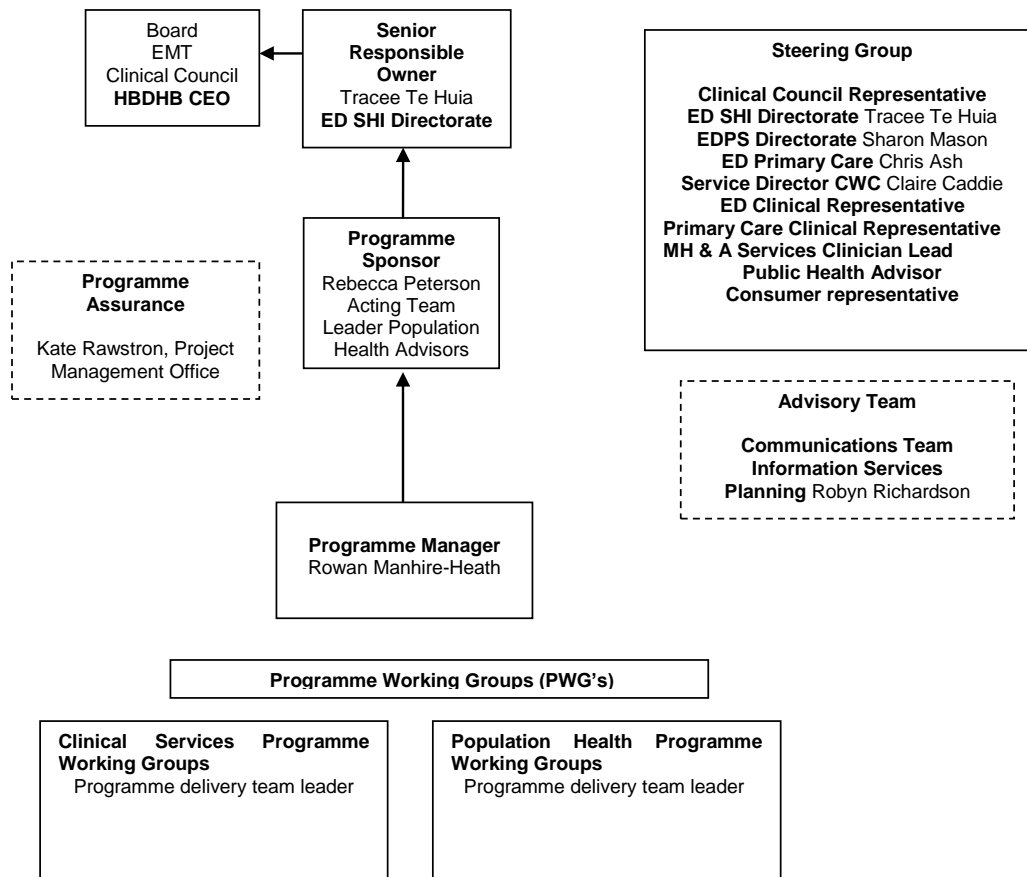 Board
EMT
Clinical Council
HBDHB CEO
Senior
Responsible
Owner
Tracee Te Huia
ED SHI Directorate
Steering Group
Clinical Council Representative
ED SHI Directorate Tracee Te Huia
EDPS Directorate Sharon Mason
ED Primary Care Chris Ash
Service Director CWC Claire Caddie
ED Clinical Representative
Primary Care Clinical Representative
MH & A Services Clinician Lead
Public Health Advisor
Consumer representative
Programme
Sponsor
Rebecca Peterson
Acting Team
Leader Population
Health Advisors
Programme
Assurance
Kate Rawstron, Project
Management Office
Advisory Team
Communications Team
Information Services
Planning Robyn Richardson
Programme Manager
Rowan Manhire-Heath
Programme Working Groups (PWG's)
Clinical Services Programme
Working Groups
Programme delivery team leader
Population Health Programme
Working Groups
Programme delivery team leader